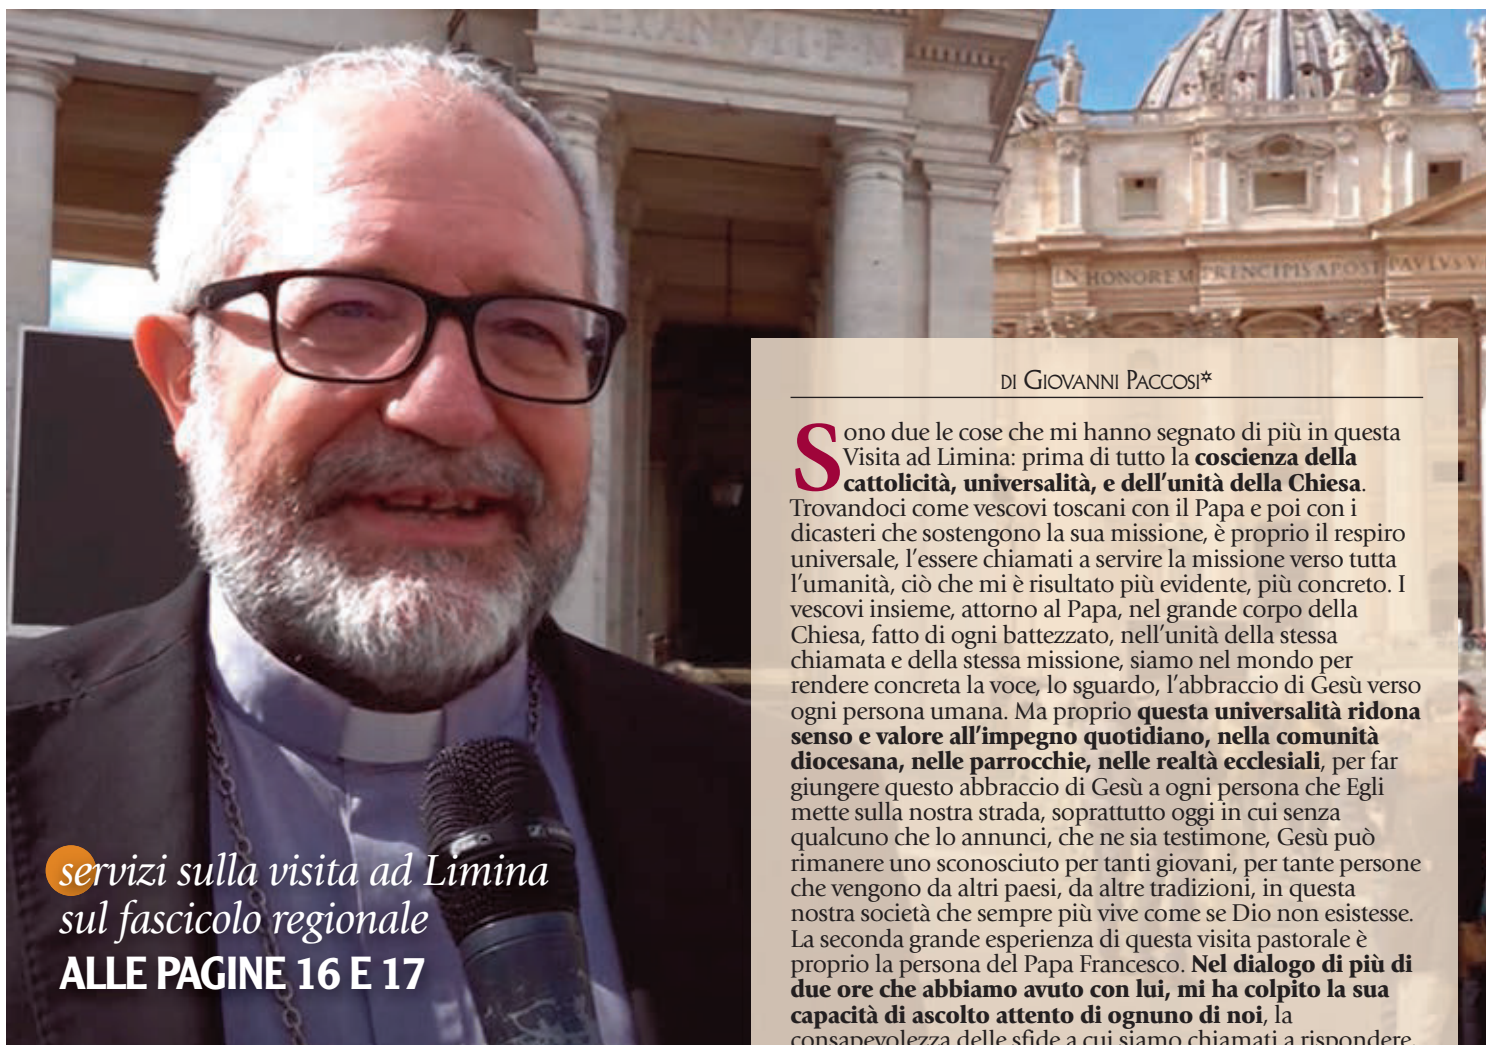 ALEXAN·VII·P·
IN HONOREM PRINCIPIS APOST PAVLVS V
DI GIOVANNI PACCOSI*
Sono due le cose che mi hanno segnato di più in questa
Visita ad Limina: prima di tutto la coscienza della
cattolicità, universalità, e dell'unità della Chiesa.
Trovandoci come vescovi toscani con il Papa e poi con i
dicasteri che sostengono la sua missione, è proprio il respiro
universale, l'essere chiamati a servire la missione verso tutta
l'umanità, ciò che mi è risultato più evidente, più concreto. I
vescovi insieme, attorno al Papa, nel grande corpo della
Chiesa, fatto di ogni battezzato, nell'unità della stessa
chiamata e della stessa missione, siamo nel mondo per
rendere concreta la voce, lo sguardo, l'abbraccio di Gesù verso
ogni persona umana. Ma proprio questa universalità ridona
senso e valore all'impegno quotidiano, nella comunità
diocesana, nelle parrocchie, nelle realtà ecclesiali, per far
giungere questo abbraccio di Gesù a ogni persona che Egli
mette sulla nostra strada, soprattutto oggi in cui senza
qualcuno che lo annunci, che ne sia testimone, Gesù può
rimanere uno sconosciuto per tanti giovani, per tante persone
che vengono da altri paesi, da altre tradizioni, in questa
nostra società che sempre più vive come se Dio non esistesse.
La seconda grande esperienza di questa visita pastorale è
proprio la persona del Papa Francesco. Nel dialogo di più di
due ore che abbiamo avuto con lui, mi ha colpito la sua
capacità di ascolto attento di ognuno di noi, la
consapevolezza delle sfide a cui siamo chiamati a rispondere,
servizi sulla visita ad Limina
sul fascicolo regionale
ALLE PAGINE 16 E 17